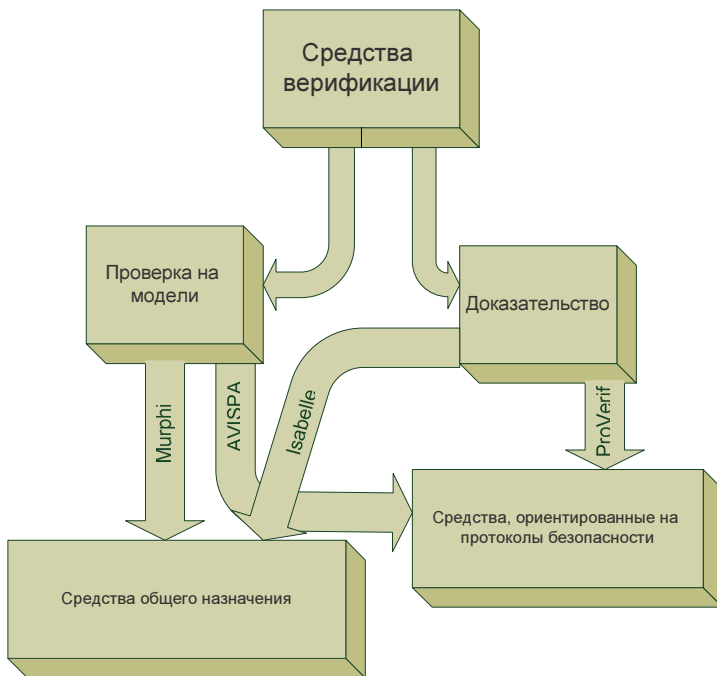 Средства
верификации
Проверка на
модели
Доказательство
Murphi
AVISPA
Isabelle
ProVerif
Средства, ориентированные на
протоколы безопасности
Средства общего назначения